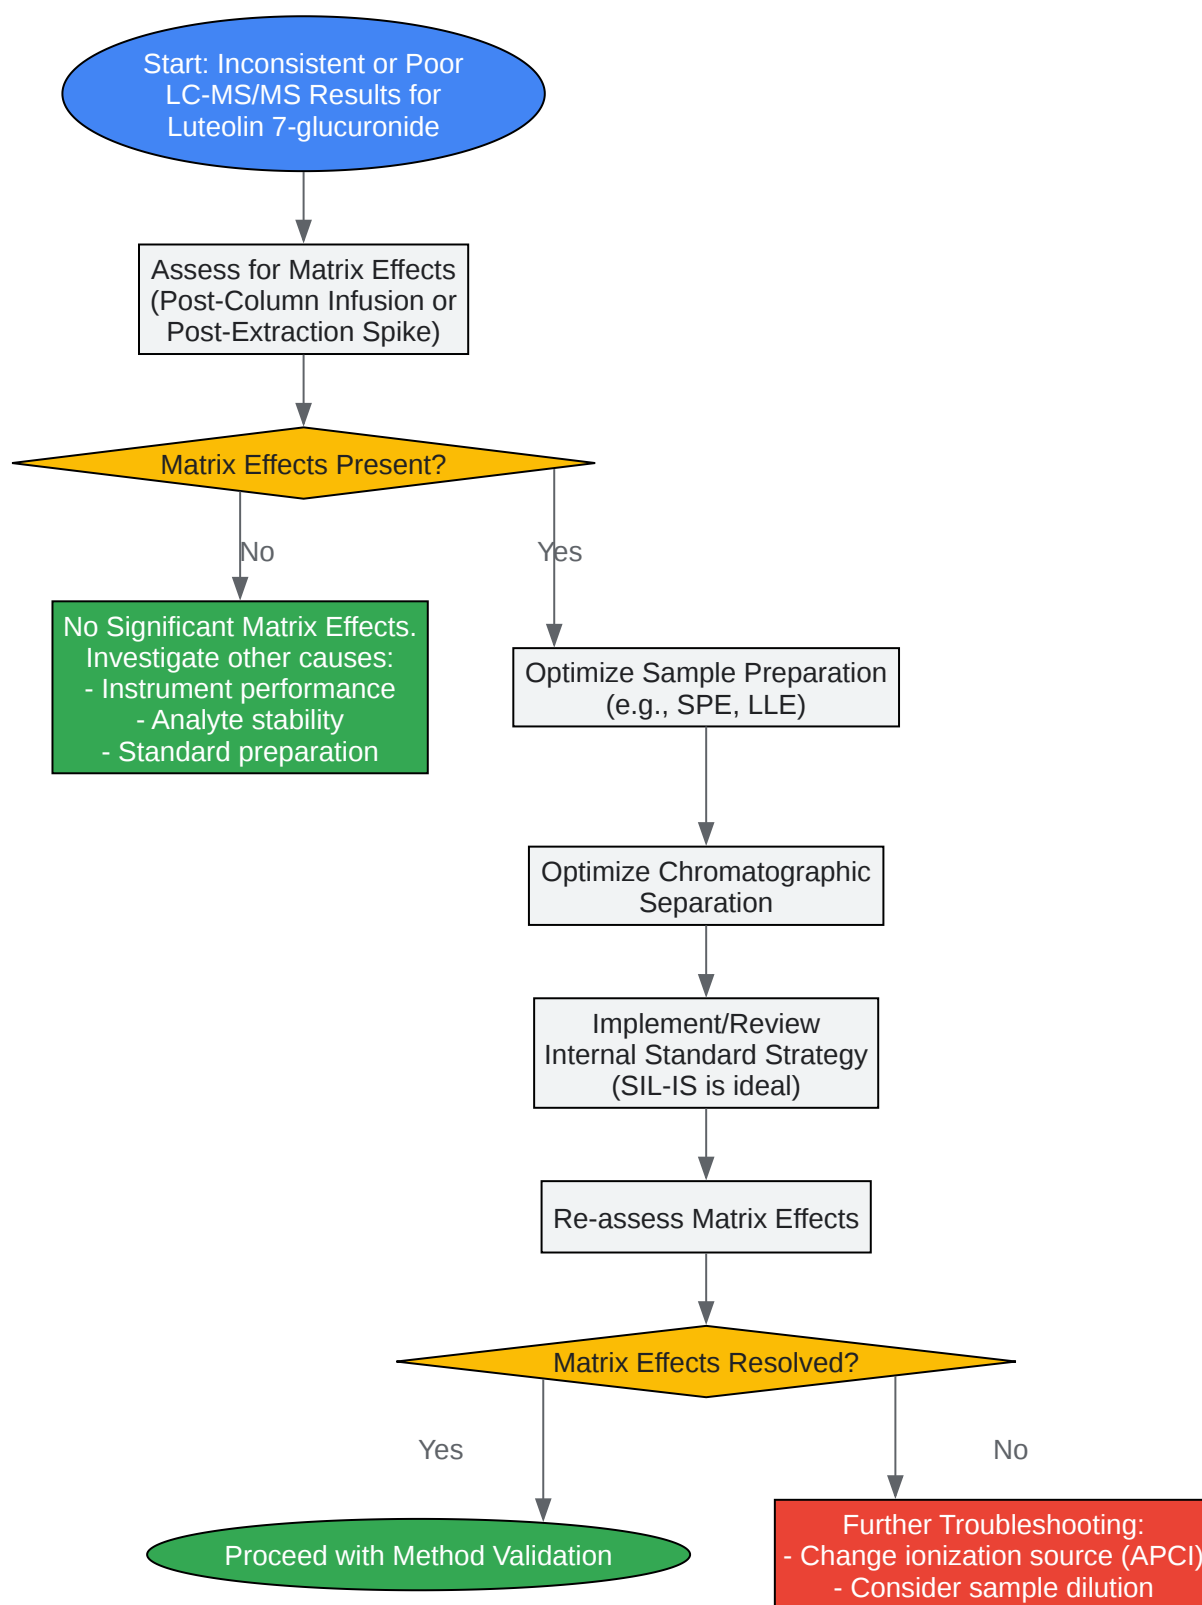 Start: Inconsistent or Poor
LC-MS/MS Results for
Luteolin 7-glucuronide
Assess for Matrix Effects
(Post-Column Infusion or
Post-Extraction Spike)
Matrix Effects Present?
No
Yes
No Significant Matrix Effects.
Investigate other causes:
- Instrument performance
- Analyte stability
- Standard preparation
Optimize Sample Preparation
(e.g., SPE, LLE)
Optimize Chromatographic
Separation
Implement/Review
Internal Standard Strategy
(SIL-IS is ideal)
Re-assess Matrix Effects
Matrix Effects Resolved?
Yes
No
Proceed with Method Validation
Further Troubleshooting:
- Change ionization source (APCI)
- Consider sample dilution